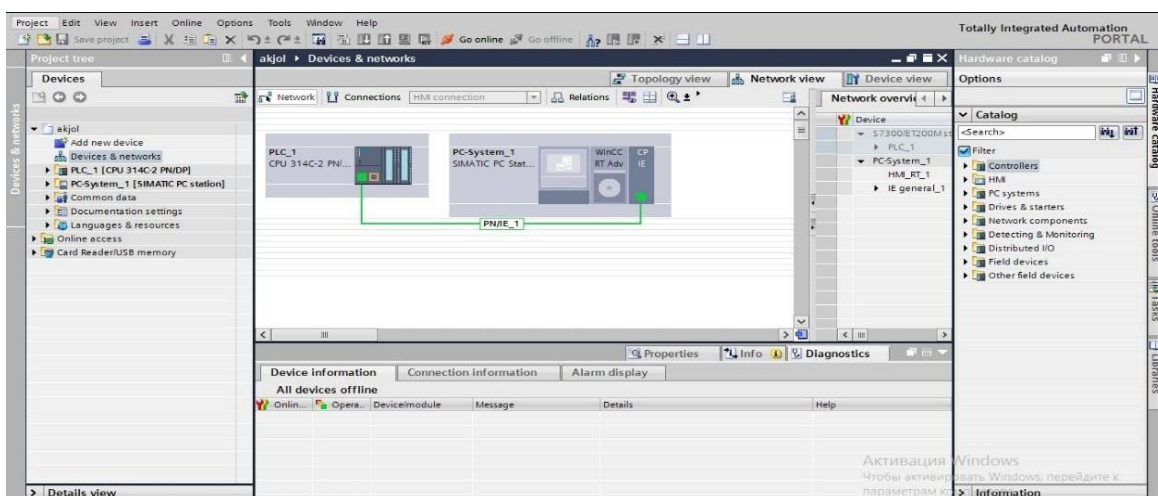 Project Edit View Insert Online Options Tools Window Help
Totally Integrated Automation
PORTAL
Save project
Go online
Go offline
Project tree
akjol
Devices & networks
Hardware catalog
Devices
Topology view
Network view
Device view
Options
Network
Connections
HMI connection
Relations
Network overvi
Devices & networks
akjol
Add new device
Devices & networks
PLC_1 [CPU 314C-2 PN/DP]
PC-System_1 [SIMATIC PC station]
Common data
Documentation settings
Languages & resources
Online access
Card Reader/USB memory
PLC_1
CPU 314C-2 PN/...
PC-System_1
SIMATIC PC Stat...
WinCC
RT Adv
CP
IE
PN/IE_1
Device
S7300/ET200M st
PLC_1
PC-System_1
HMI_RT_1
IE general_1
Catalog
<Search>
Filter
Controllers
HMI
PC systems
Drives & starters
Network components
Detecting & Monitoring
Distributed I/O
Field devices
Other field devices
Hardware catalog
Online tools
Tasks
Libraries
Properties
Info
Diagnostics
Device information
Connection information
Alarm display
All devices offline
Onlin... Opera.. Device/module Message Details Help
Активация Windows
Чтобы активировать Windows, перейдите к
параметрам
Details view
Information